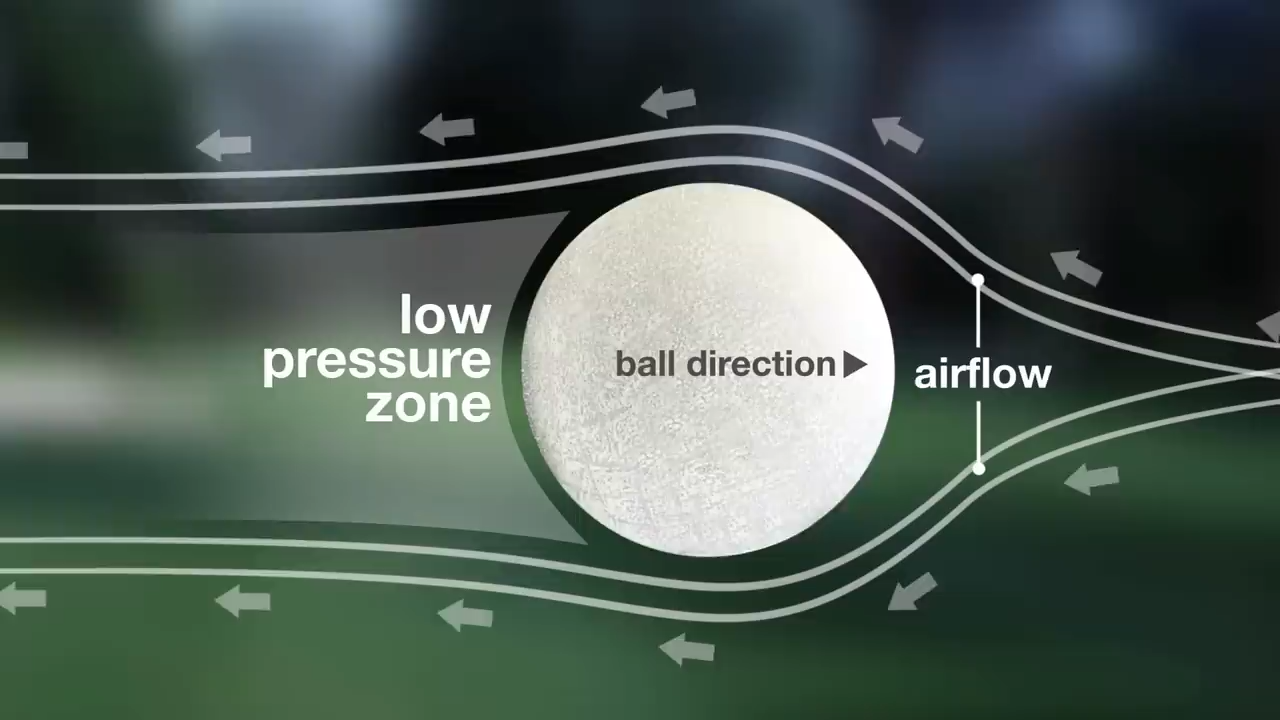 low
pressure
zone
ball direction
airflow